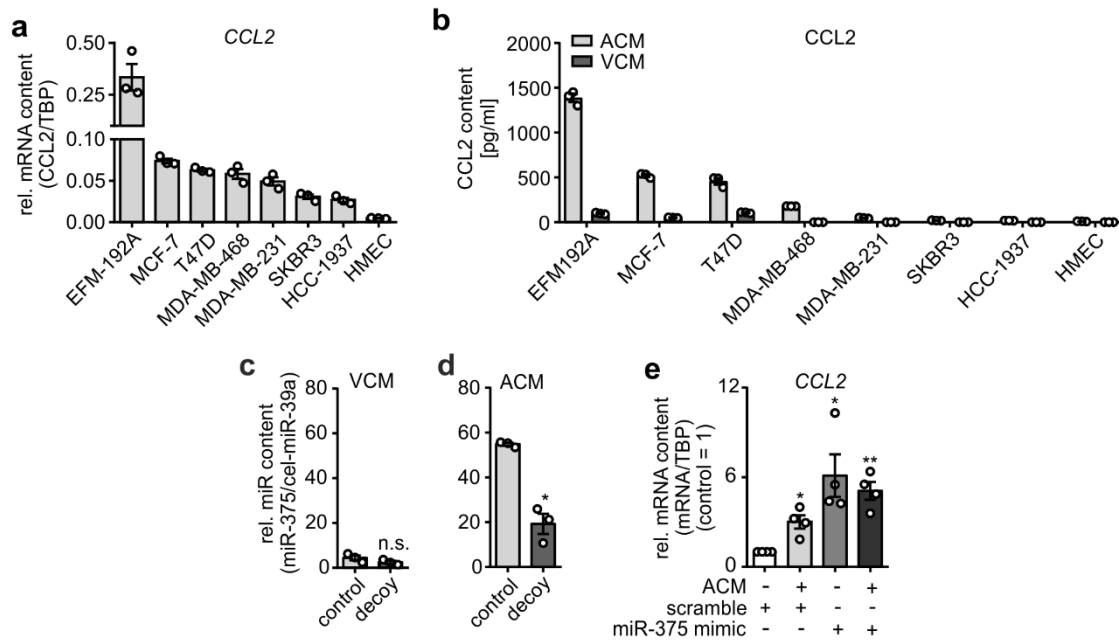 a
CCL2
rel. mRNA content
(CCL2/TBP)
0.50
0.25
0.10
0.05
0.00
EFM-192A
MCF-7
T47D
MDA-MB-468
MDA-MB-231
SKBR3
HCC-1937
HMEC
b
CCL2
ACM
VCM
CCL2 content
[pg/ml]
2000
1500
1000
500
0
EFM192A
MCF-7
T47D
MDA-MB-468
MDA-MB-231
SKBR3
HCC-1937
HMEC
c
VCM
rel. miR content
(miR-375/cel-miR-39a)
80
60
40
20
0
n.s.
control
decoy
d
ACM
80
60
40
20
0
*
control
decoy
e
CCL2
rel. mRNA content
(mRNA/TBP)
(control = 1)
12
6
0
*
*
**
ACM - + - +
scramble + + - -
miR-375 mimic - - + +